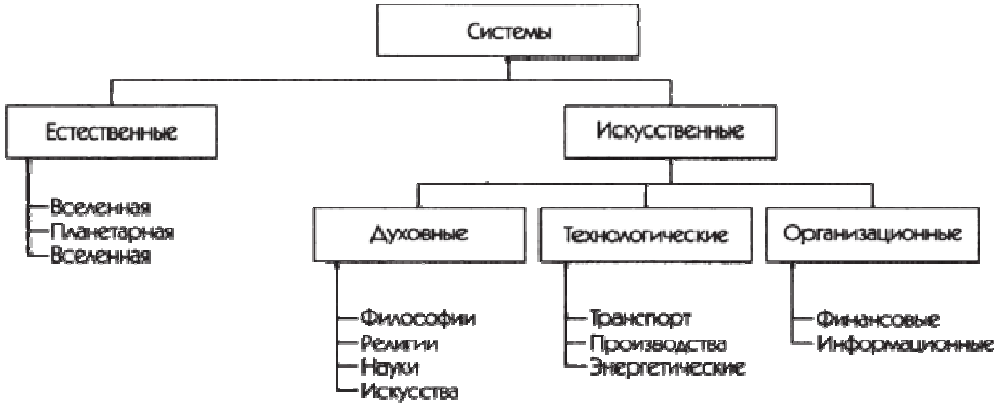 Системы
Естественные
Искусственные
Вселенная
Планетарная
Вселенная
Духовные
Технологические
Организационные
Философии
Религии
Науки
Искусства
Транспорт
Производства
Энергетические
Финансовые
Информационные